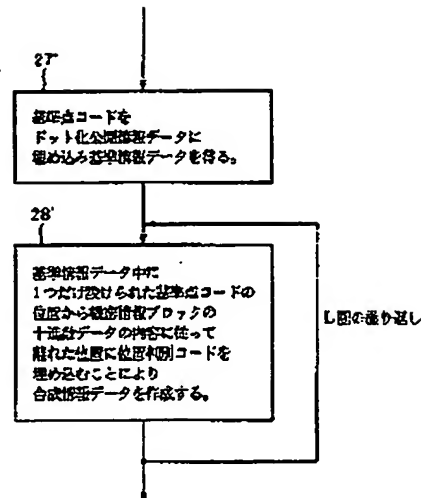 27'
基準点コードを
ドット化公開情報データに
埋め込み基準情報データを得る。
28'
基準情報データ中に
1つだけ設けられた基準点コードの
位置から機密情報ブロックの
十進数データの内容に従って
離れた位置に位置判別コードを
埋め込むことにより
合成情報データを作成する。
L回の繰り返し